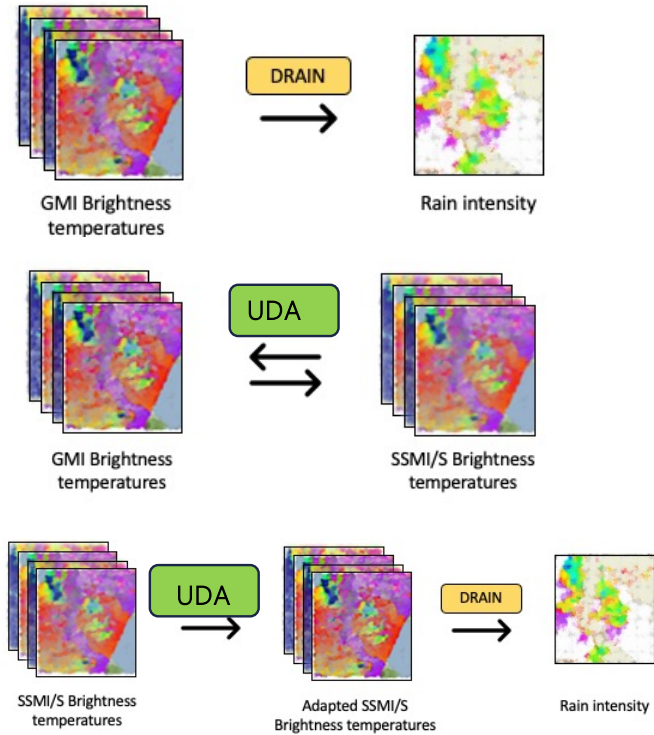 DRAIN
GMI Brightness
temperatures
Rain intensity
UDA
GMI Brightness
temperatures
SSMI/S Brightness
temperatures
UDA
DRAIN
SSMI/S Brightness
temperatures
Adapted SSMI/S
Brightness temperatures
Rain intensity